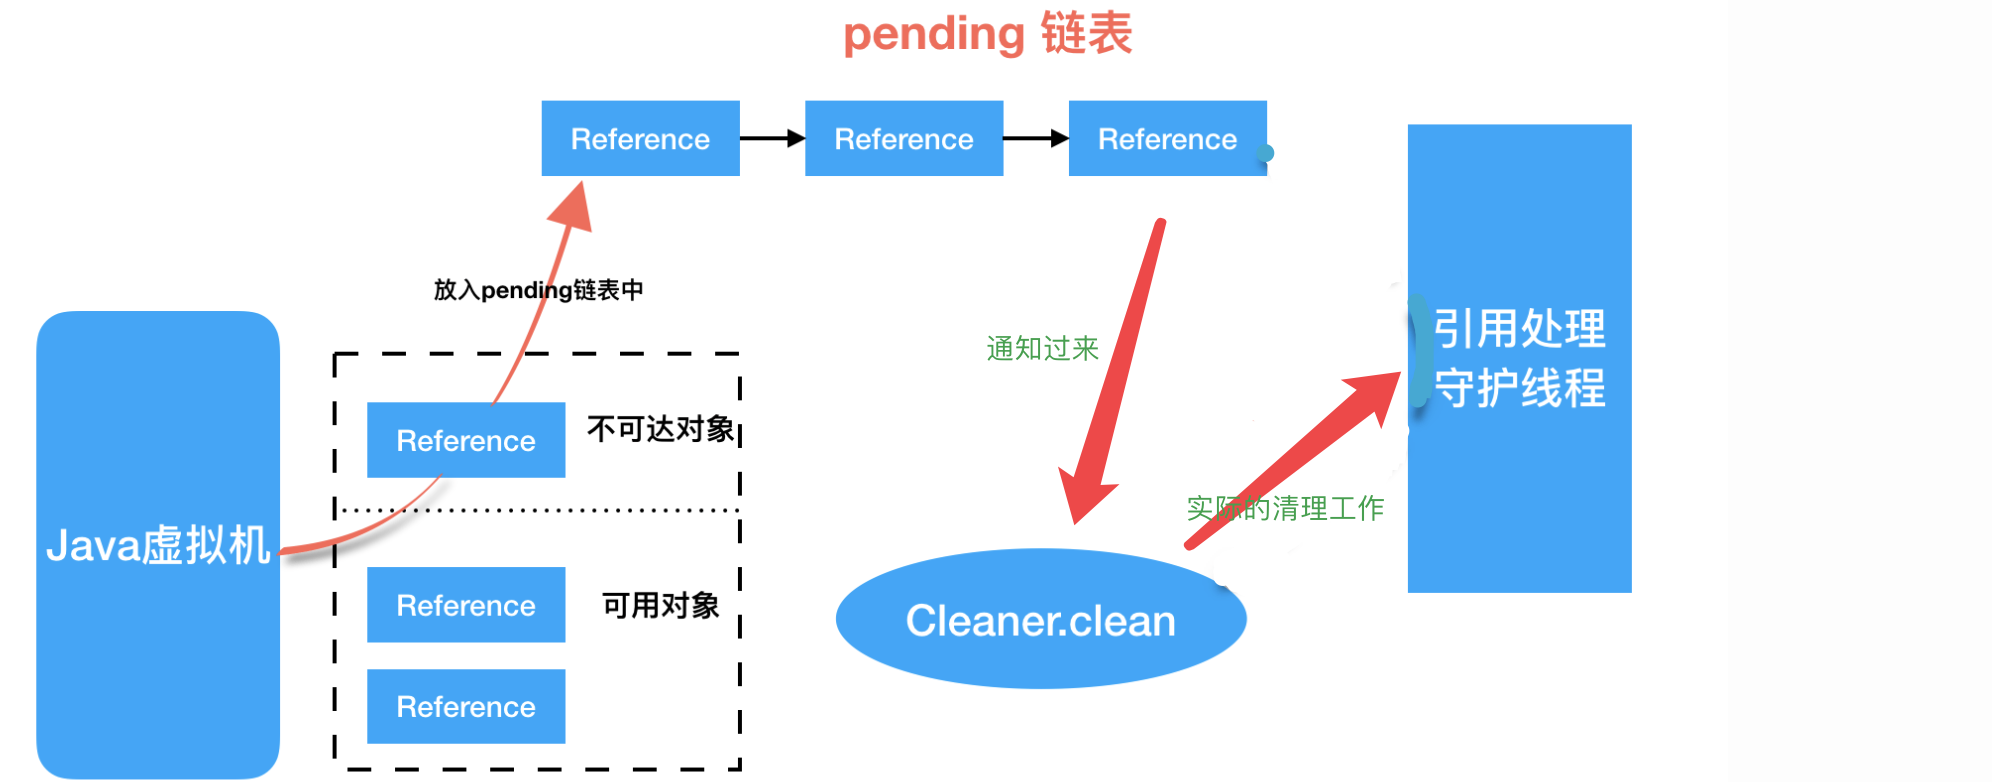 pending 链表
Reference
Reference
Reference
放入pending链表中
Java虚拟机
Reference
不可达对象
Reference
可用对象
Reference
通知过来
实际的清理工作
Cleaner.clean
引用处理
守护线程